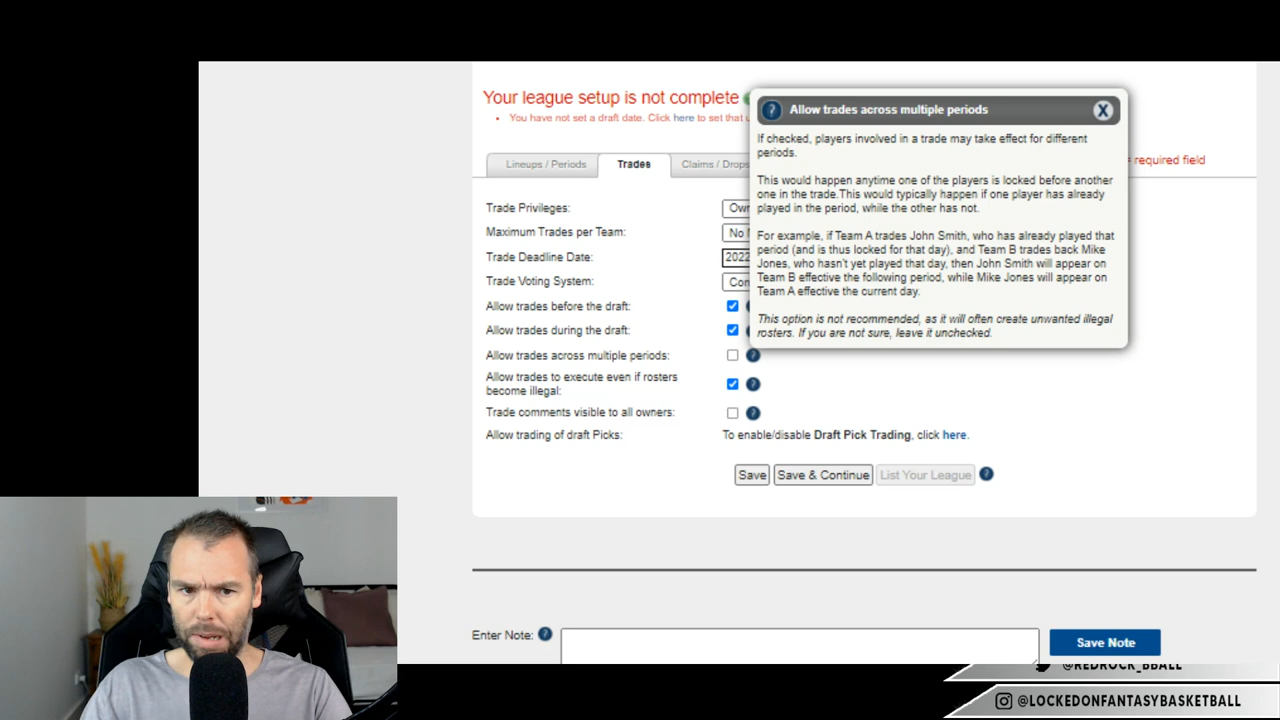 Your league setup is not complete
• You have not set a draft date. Click here to set that
? Allow trades across multiple periods X
If checked, players involved in a trade may take effect for different
periods.
This would happen anytime one of the players is locked before another
one in the trade.This would typically happen if one player has already
played in the period, while the other has not.
For example, if Team A trades John Smith, who has already played that
period (and is thus locked for that day), and Team B trades back Mike
Jones, who hasn't yet played that day, then John Smith will appear on
Team B effective the following period, while Mike Jones will appear on
Team A effective the current day.
This option is not recommended, as it will often create unwanted illegal
rosters. If you are not sure, leave it unchecked.
= required field
Lineups / Periods
Trades
Claims / Drops
Trade Privileges:
Maximum Trades per Team: No
Trade Deadline Date: 2022
Trade Voting System:
Allow trades before the draft:
Allow trades during the draft:
Allow trades across multiple periods: ?
Allow trades to execute even if rosters
become illegal: ?
Trade comments visible to all owners: ?
Allow trading of draft Picks: To enable/disable Draft Pick Trading, click here.
Save
Save & Continue
List Your League ?
Enter Note: ?
Save Note
@REDROCK_BBALL
@LOCKEDONFANTASYBASKETBALL